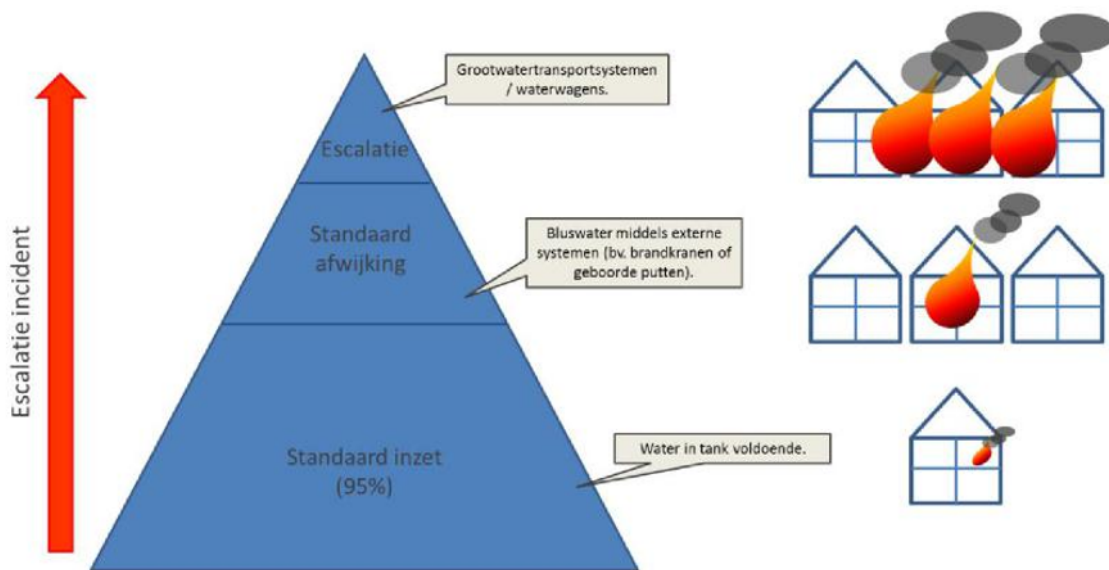 Grootwatertransportsystemen
/ waterwagens.
Escalatie
Standaard
afwijking
Bluswater middels externe
systemen (bv. brandkranen of
geboorde putten).
Escalatie incident
Standaard inzet
(95%)
Water in tank voldoende.